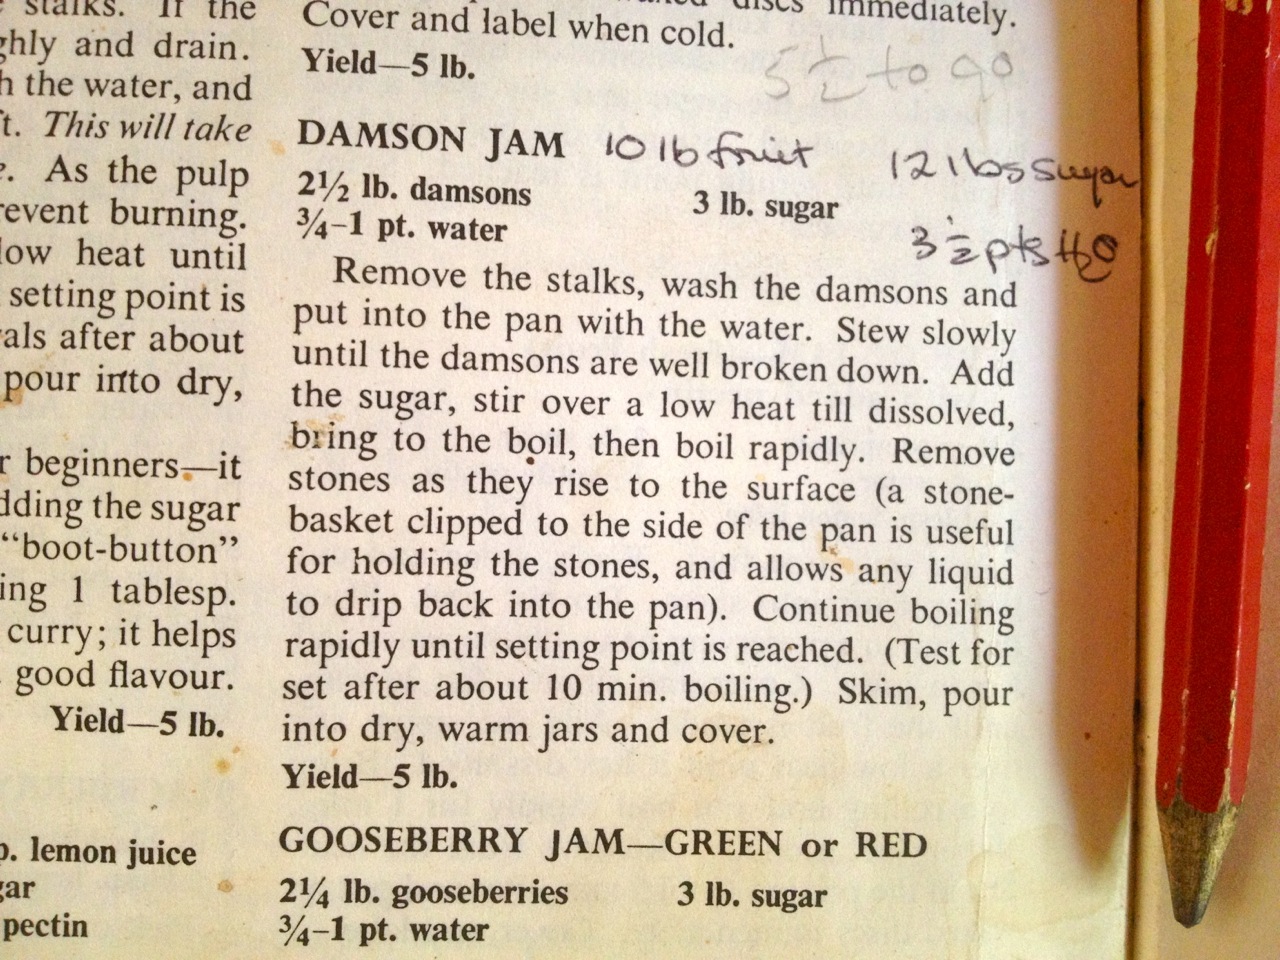 stalks. If the
ghly and drain.
h the water, and
t. This will take
e. As the pulp
revent burning.
low heat until
setting point is
als after about
pour into dry,
r beginners—it
dding the sugar
“boot-button”
ing 1 tablesp.
curry; it helps
good flavour.
Yield—5 lb.
lemon juice
gar
pectin
discs immediately.
Cover and label when cold.
Yield—5 lb.
5½ to go
DAMSON JAM 10 lb fruit 12 lbs sugar
2½ lb. damsons 3 lb. sugar
¾–1 pt. water 3½ pts H₂O
Remove the stalks, wash the damsons and
put into the pan with the water. Stew slowly
until the damsons are well broken down. Add
the sugar, stir over a low heat till dissolved,
bring to the boil, then boil rapidly. Remove
stones as they rise to the surface (a stone-
basket clipped to the side of the pan is useful
for holding the stones, and allows any liquid
to drip back into the pan). Continue boiling
rapidly until setting point is reached. (Test for
set after about 10 min. boiling.) Skim, pour
into dry, warm jars and cover.
Yield—5 lb.
GOOSEBERRY JAM—GREEN or RED
2¼ lb. gooseberries 3 lb. sugar
¾–1 pt. water